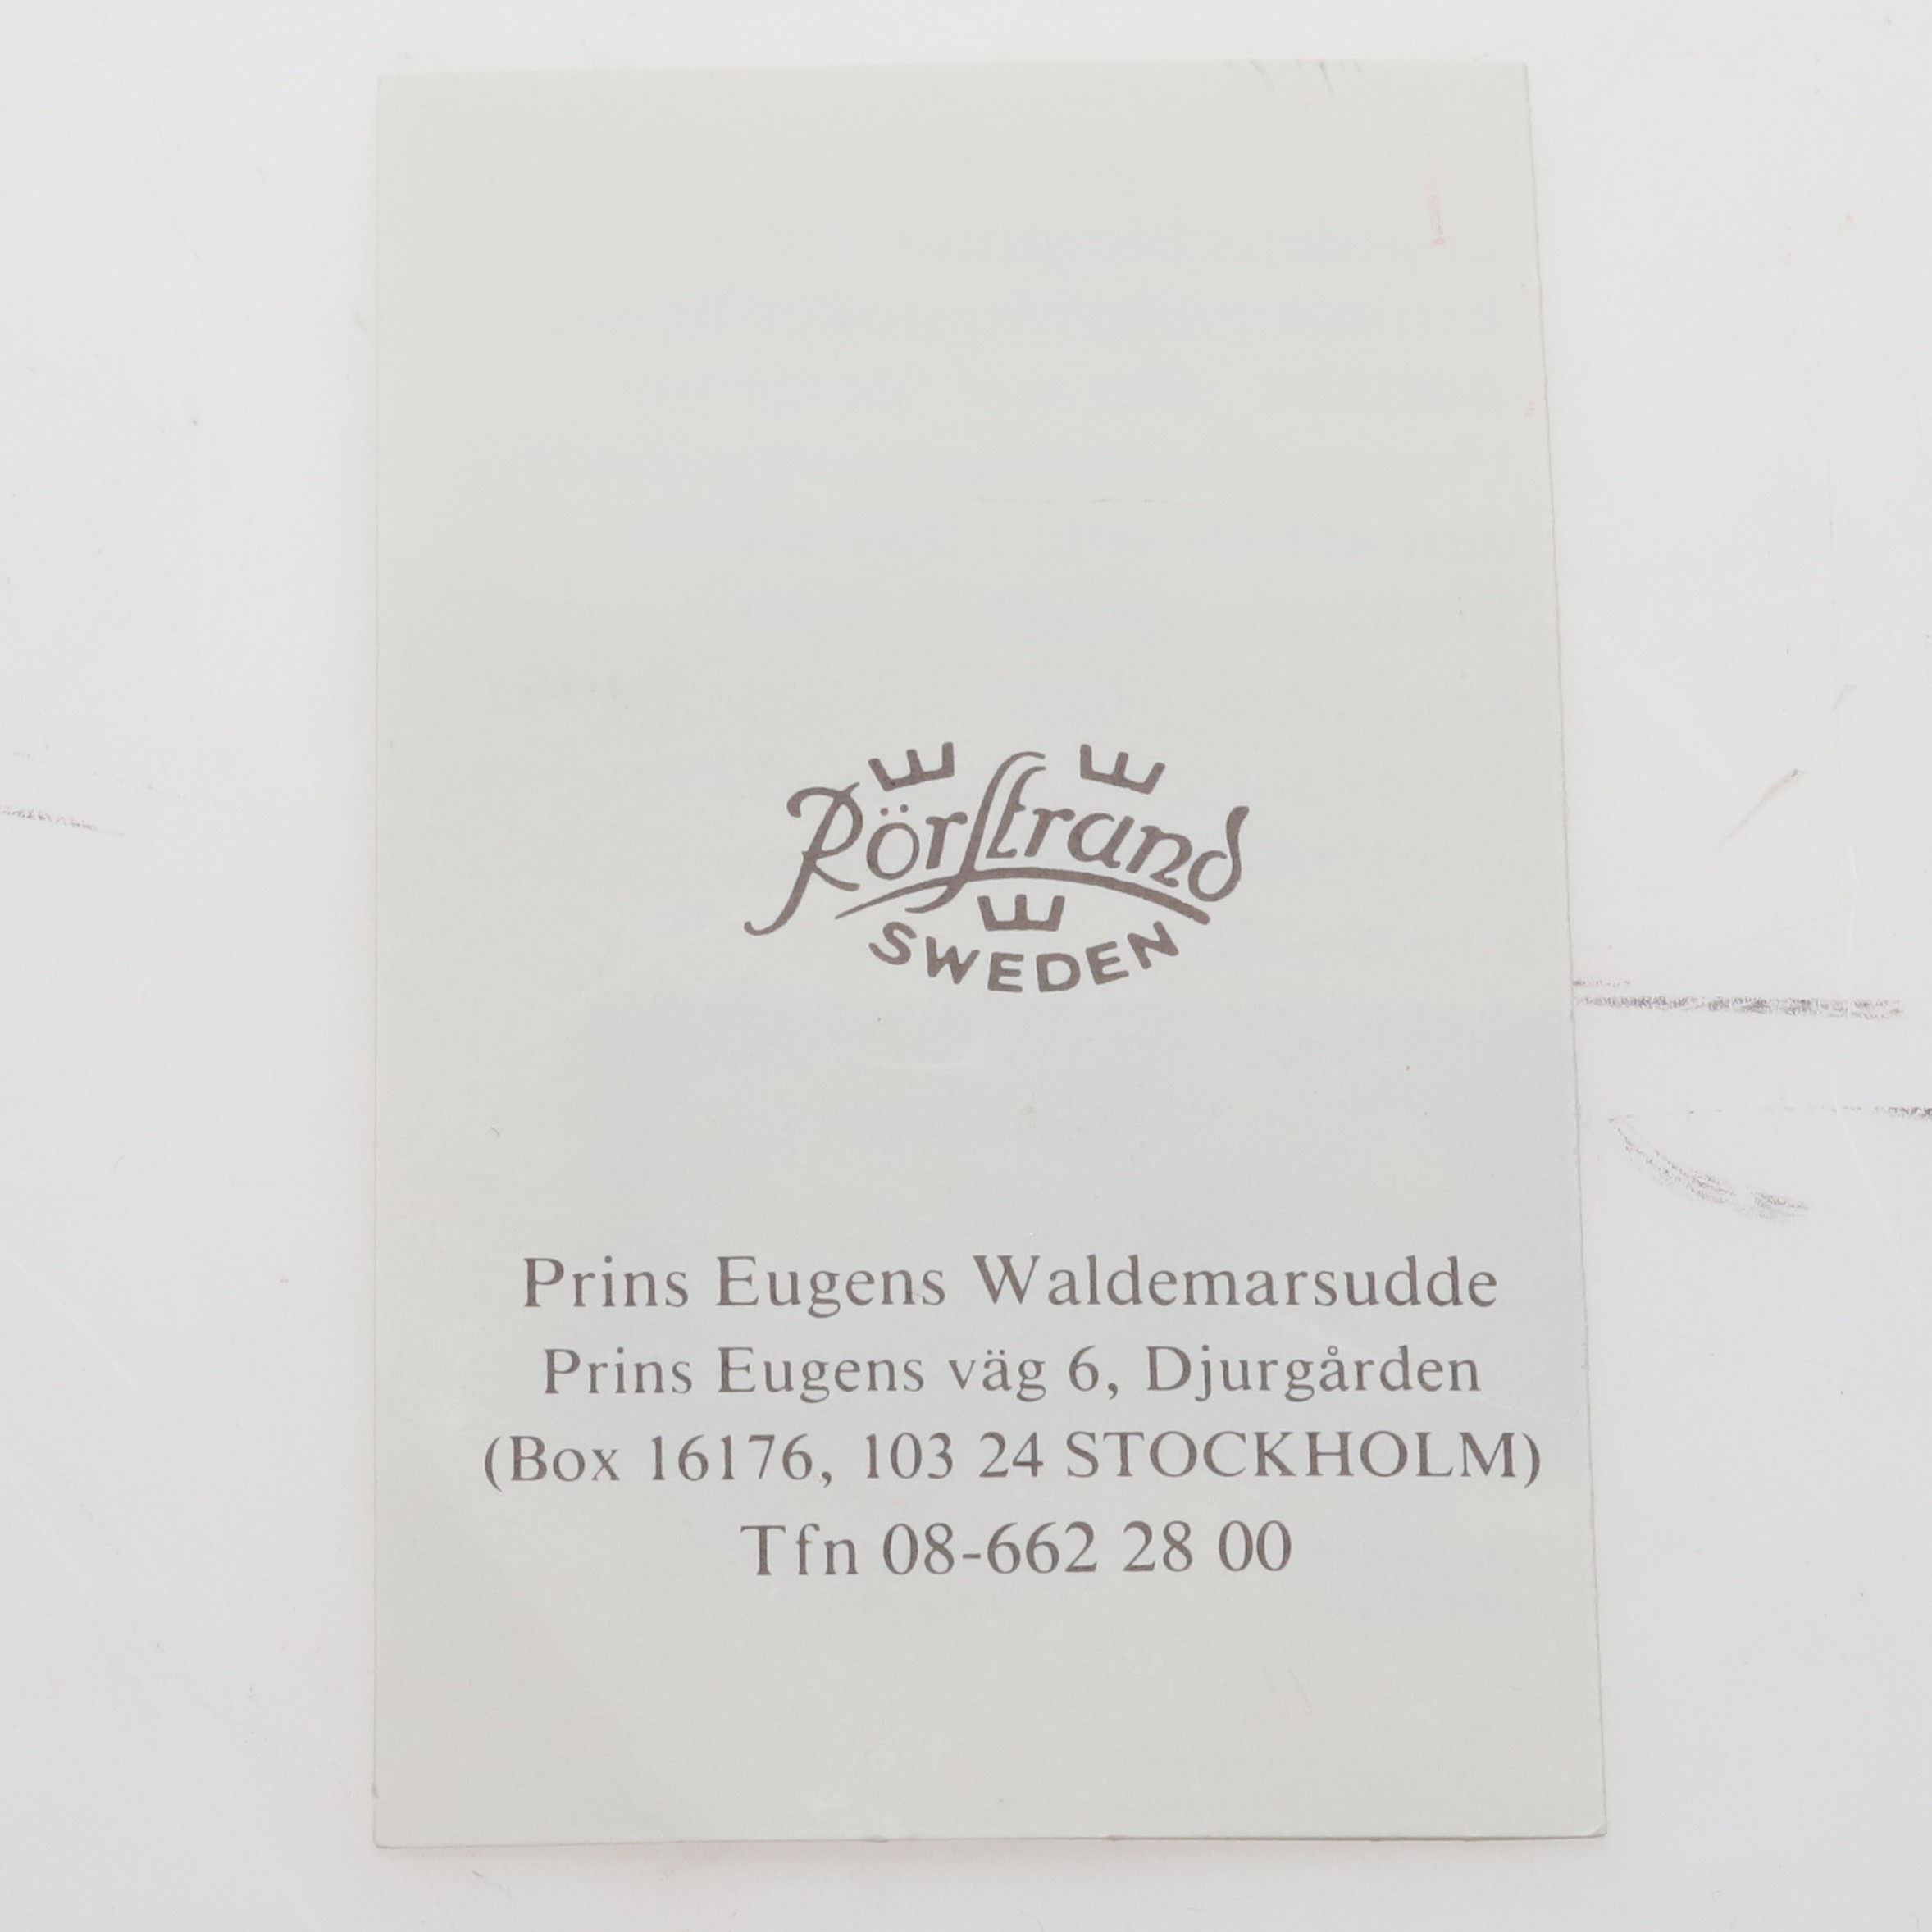 Rörstrand
SWEDEN
Prins Eugens Waldemarsudde
Prins Eugens väg 6, Djurgården
(Box 16176, 103 24 STOCKHOLM)
Tfn 08-662 28 00